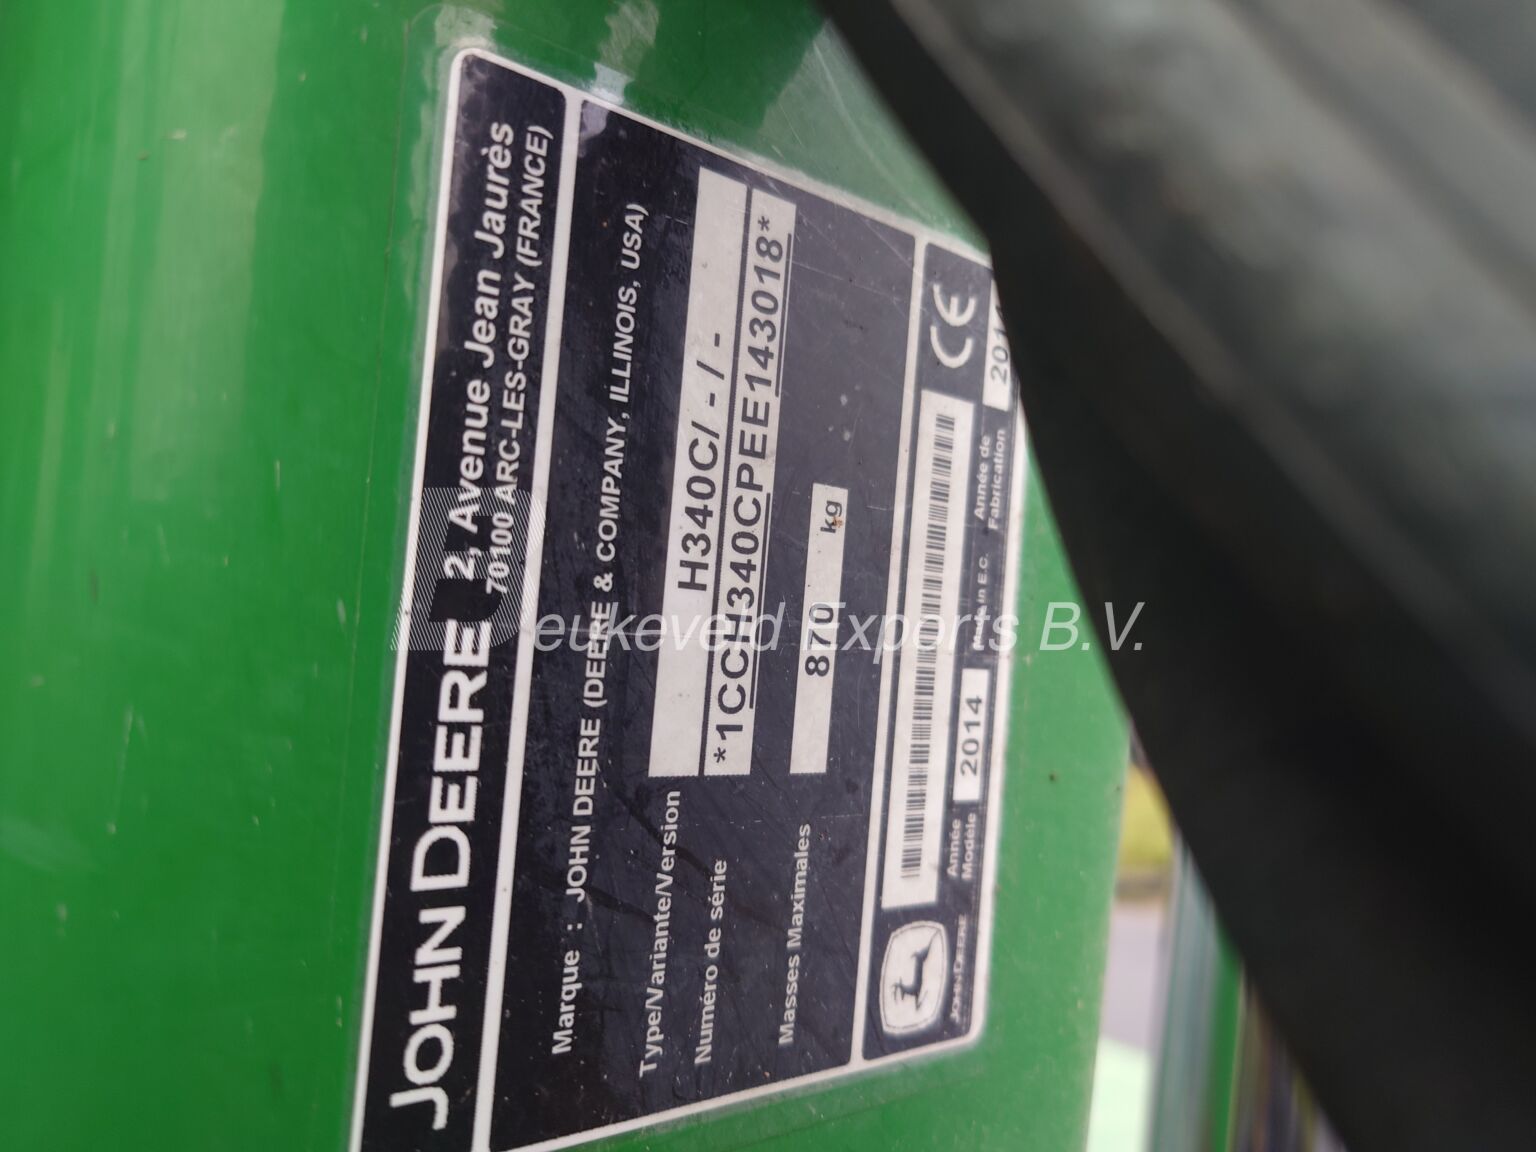 JOHN DEERE 2, Avenue Jean Jaurès
70100 ARC-LES-GRAY (FRANCE)
Marque : JOHN DEERE (DEERE & COMPANY, ILLINOIS, USA)
Type/Variante/Version H340C/ - / -
Numéro de série *1CCH340CPEE143018*
Masses Maximales 870 kg
CE
JOHN DEERE
Année Modèle 2014 Made in E.C. Année de Fabrication
Deukeveld Exports B.V.